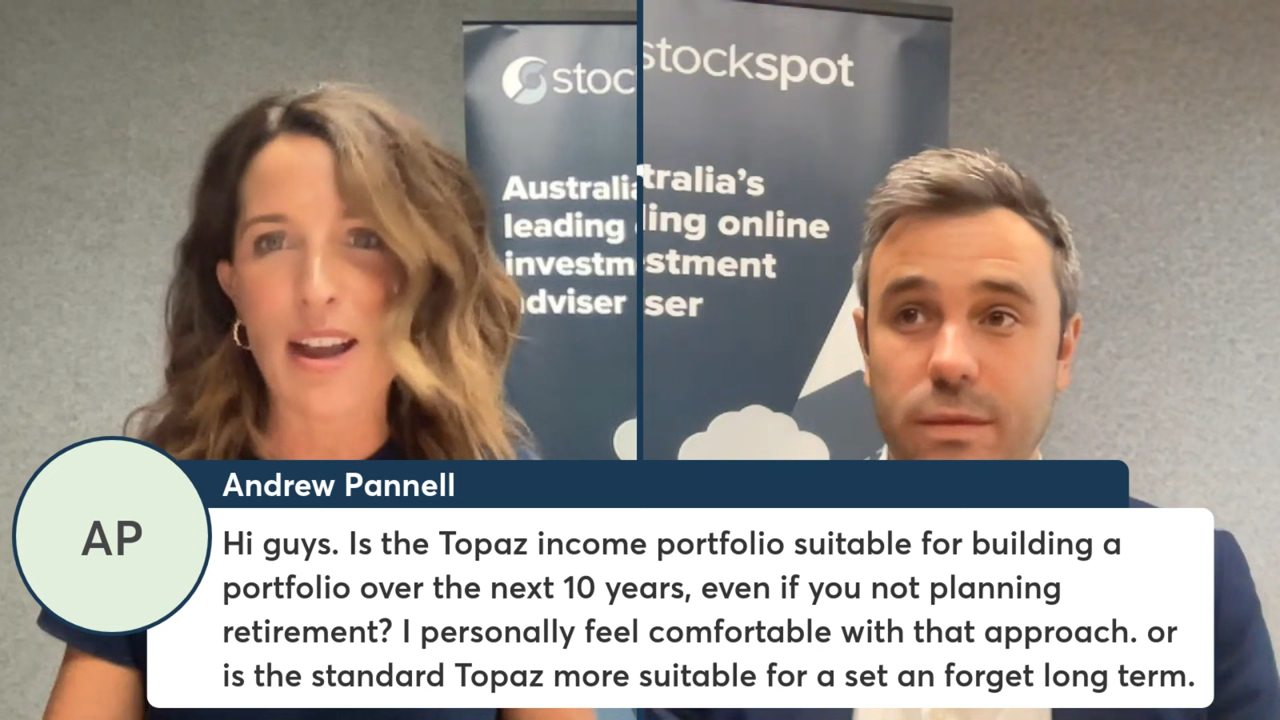 stoc
Australia
leading
investm
adviser
stockspot
tralia's
ling online
stment
ser
Andrew Pannell
AP
Hi guys. Is the Topaz income portfolio suitable for building a
portfolio over the next 10 years, even if you not planning
retirement? I personally feel comfortable with that approach. or
is the standard Topaz more suitable for a set an forget long term.